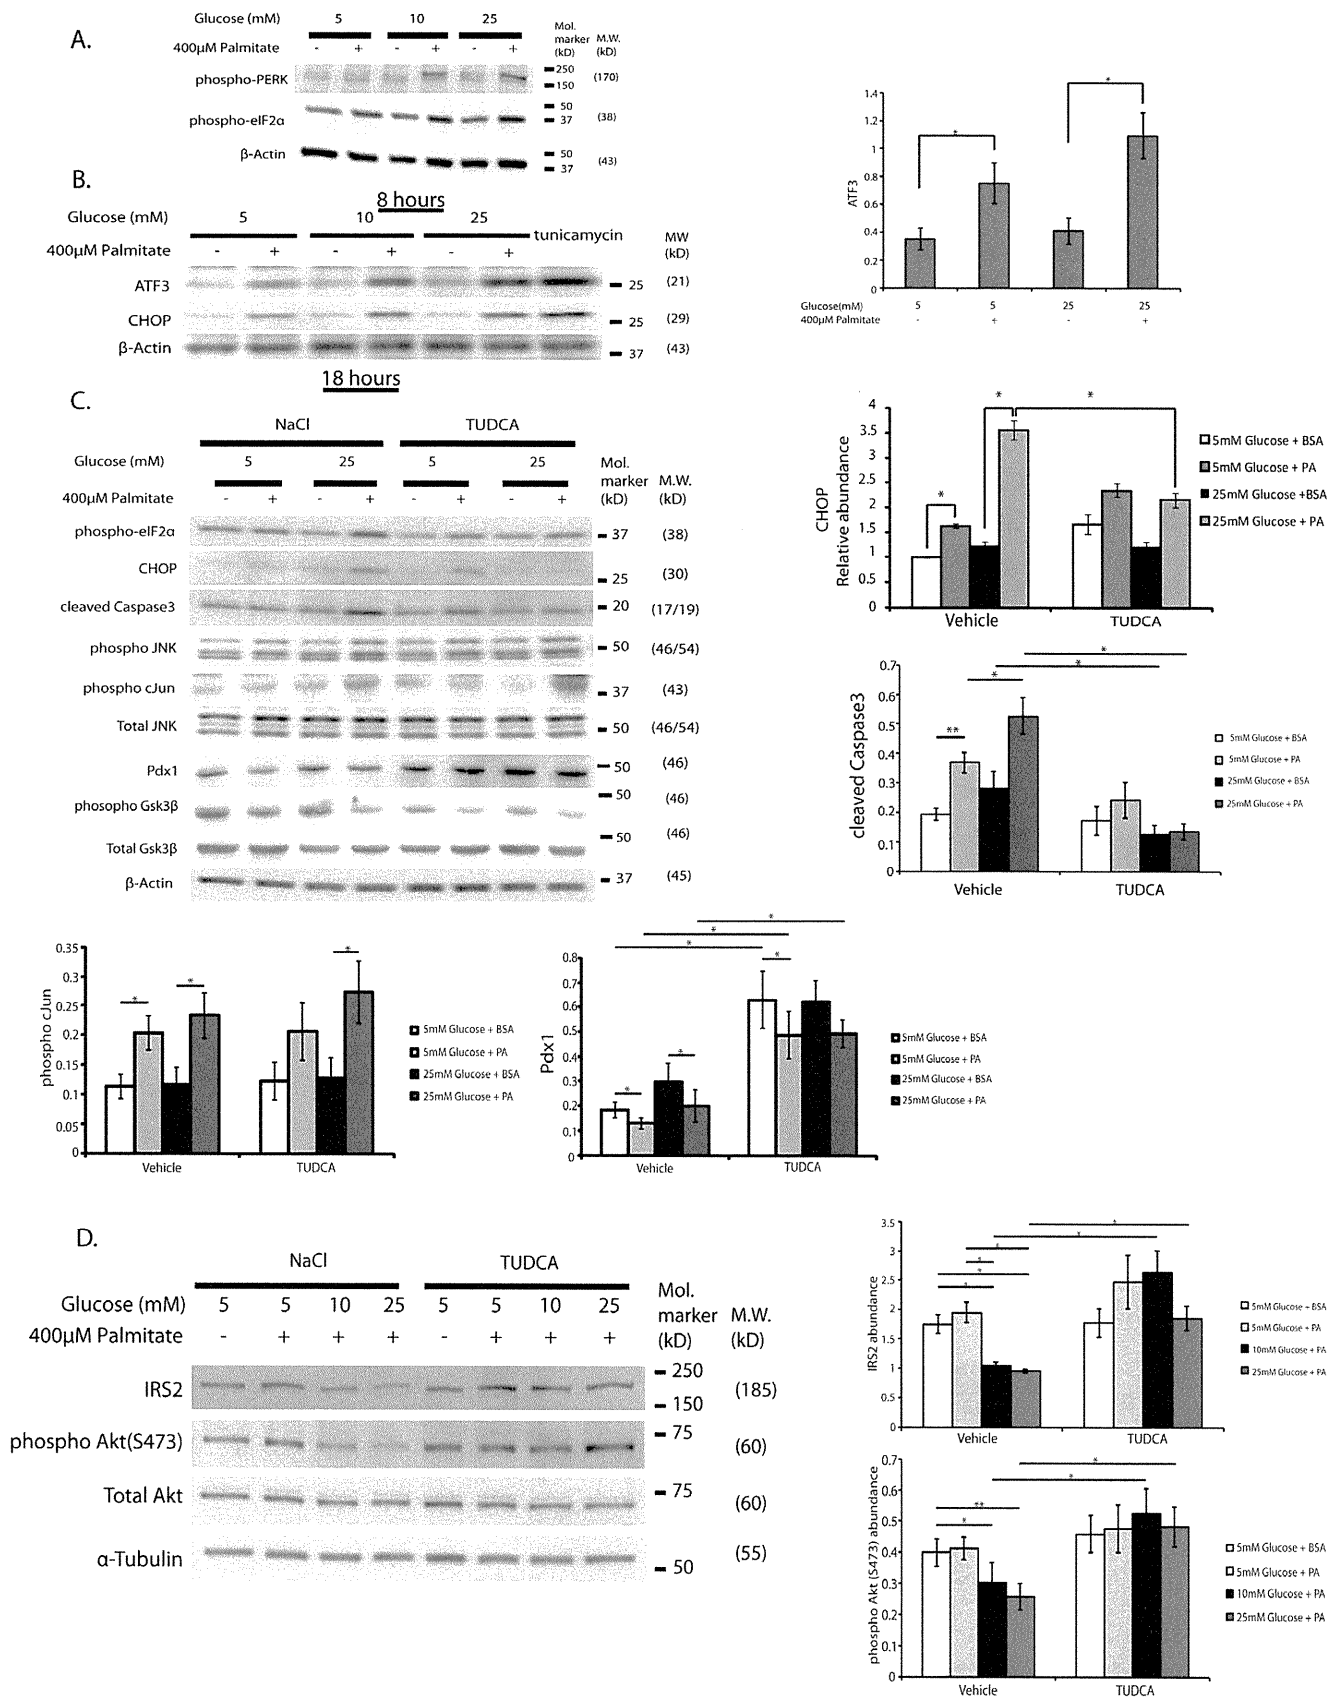 A.
Glucose (mM) 5 10 25
Mol. marker (kD) M.W. (kD)
400μM Palmitate - + - + - +
phospho-PERK 250 150 (170)
phospho-eIF2α 50 37 (38)
β-Actin 50 37 (43)
B.
8 hours
Glucose (mM) 5 10 25 tunicamycin MW (kD)
400μM Palmitate - + - + - +
ATF3 25 (21)
CHOP 25 (29)
β-Actin 37 (43)
18 hours
ATF3
1.4
1.2
1
0.8
0.6
0.4
0.2
0
* *
Glucose(mM) 5 5 25 25
400μM Palmitate - + - +
C.
NaCl TUDCA
Glucose (mM) 5 25 5 25
Mol. marker (kD) M.W. (kD)
400μM Palmitate - + - + - + - +
phospho-eIF2α 37 (38)
CHOP 25 (30)
cleaved Caspase3 20 (17/19)
phospho JNK 50 (46/54)
phospho cJun 37 (43)
Total JNK 50 (46/54)
Pdx1 50 (46)
phosopho Gsk3β 50 (46)
Total Gsk3β 50 (46)
β-Actin 37 (45)
CHOP
Relative abundance
4
3.5
3
2.5
2
1.5
1
0.5
0
* * *
Vehicle TUDCA
5mM Glucose + BSA
5mM Glucose + PA
25mM Glucose +BSA
25mM Glucose + PA
cleaved Caspase3
0.7
0.6
0.5
0.4
0.3
0.2
0.1
0
** * * *
Vehicle TUDCA
5mM Glucose + BSA
5mM Glucose + PA
25mM Glucose + BSA
25mM Glucose + PA
phospho cJun
0.35
0.3
0.25
0.2
0.15
0.1
0.05
0
* * *
Vehicle TUDCA
5mM Glucose + BSA
5mM Glucose + PA
25mM Glucose + BSA
25mM Glucose + PA
Pdx1
0.8
0.7
0.6
0.5
0.4
0.3
0.2
0.1
0
* * * * * *
Vehicle TUDCA
5mM Glucose + BSA
5mM Glucose + PA
25mM Glucose + BSA
25mM Glucose + PA
D.
NaCl TUDCA
Glucose (mM) 5 5 10 25 5 5 10 25
Mol. marker (kD) M.W. (kD)
400μM Palmitate - + + + - + + +
IRS2 250 150 (185)
phospho Akt(S473) 75 (60)
Total Akt 75 (60)
α-Tubulin 50 (55)
IRS2 abundance
3.5
3
2.5
2
1.5
1
0.5
0
* * * * * *
Vehicle TUDCA
5mM Glucose + BSA
5mM Glucose + PA
10mM Glucose + PA
25mM Glucose + PA
phospho Akt (S473) abundance
0.7
0.6
0.5
0.4
0.3
0.2
0.1
0
* ** * *
Vehicle TUDCA
5mM Glucose + BSA
5mM Glucose + PA
10mM Glucose + PA
25mM Glucose + PA